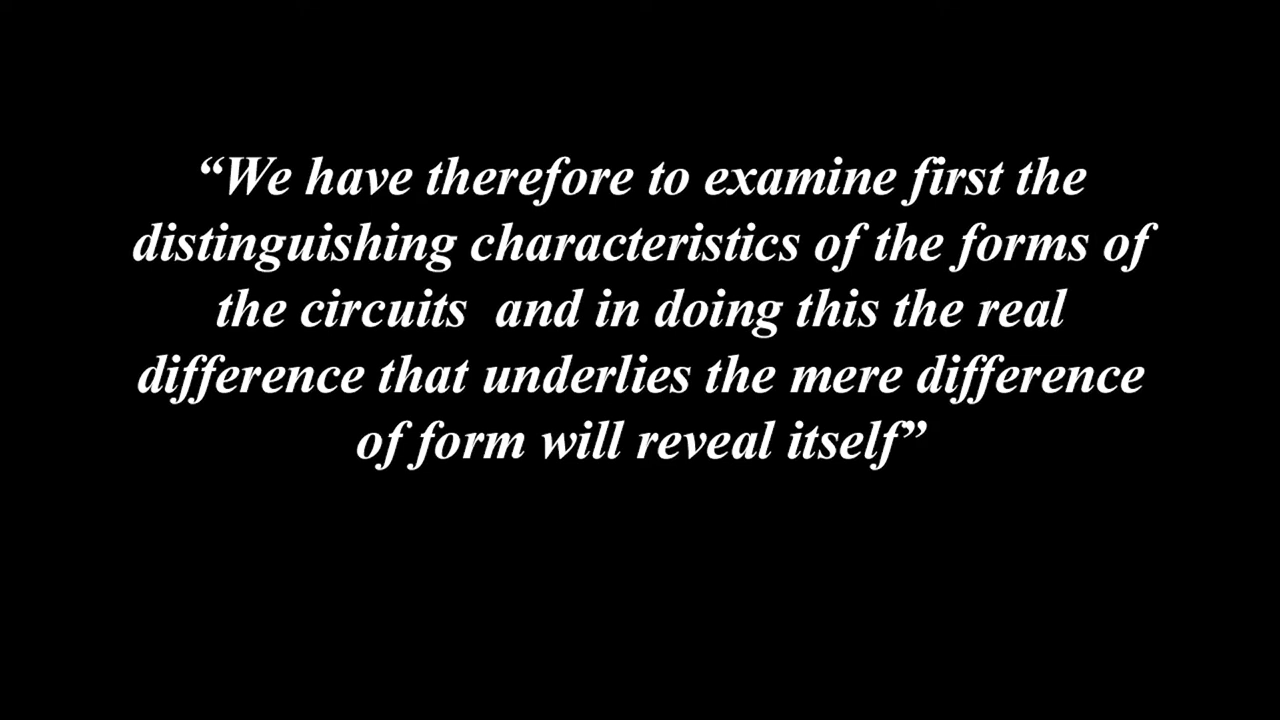 “We have therefore to examine first the
distinguishing characteristics of the forms of
the circuits  and in doing this the real
difference that underlies the mere difference
of form will reveal itself”